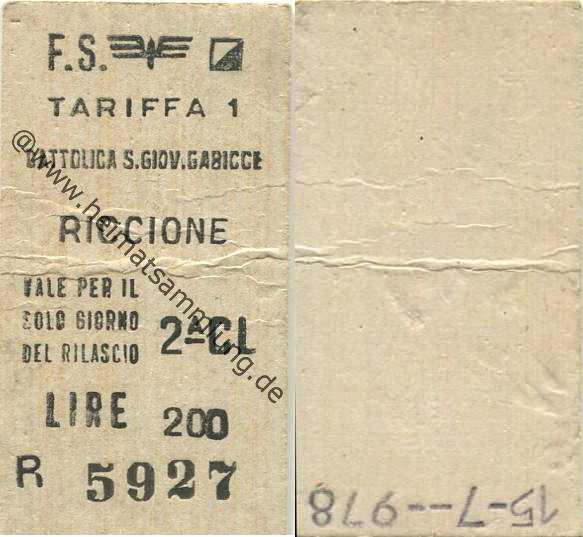 F.S.
TARIFFA 1
CATTOLICA S.GIOV.GABICCE
RICCIONE
VALE PER IL
SOLO GIORNO
DEL RILASCIO
2ªCL
LIRE 200
R 5927
@www.heimatsammlung.de
15-7--978